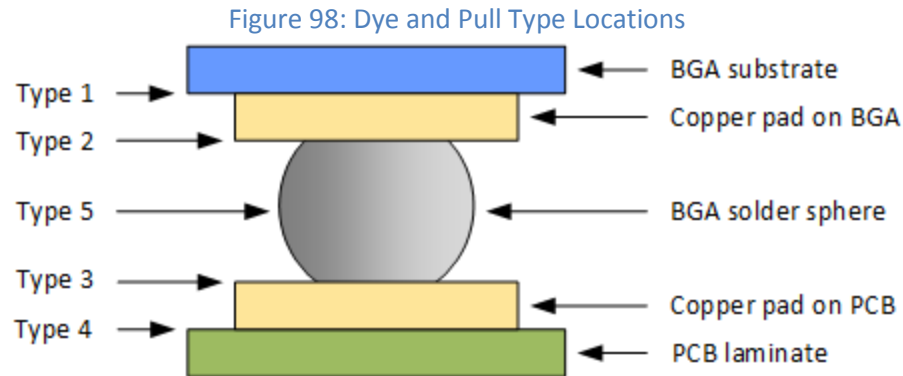 Figure 98: Dye and Pull Type Locations
BGA substrate
Type 1
Copper pad on BGA
Type 2
Type 5
BGA solder sphere
Type 3
Copper pad on PCB
Type 4
PCB laminate